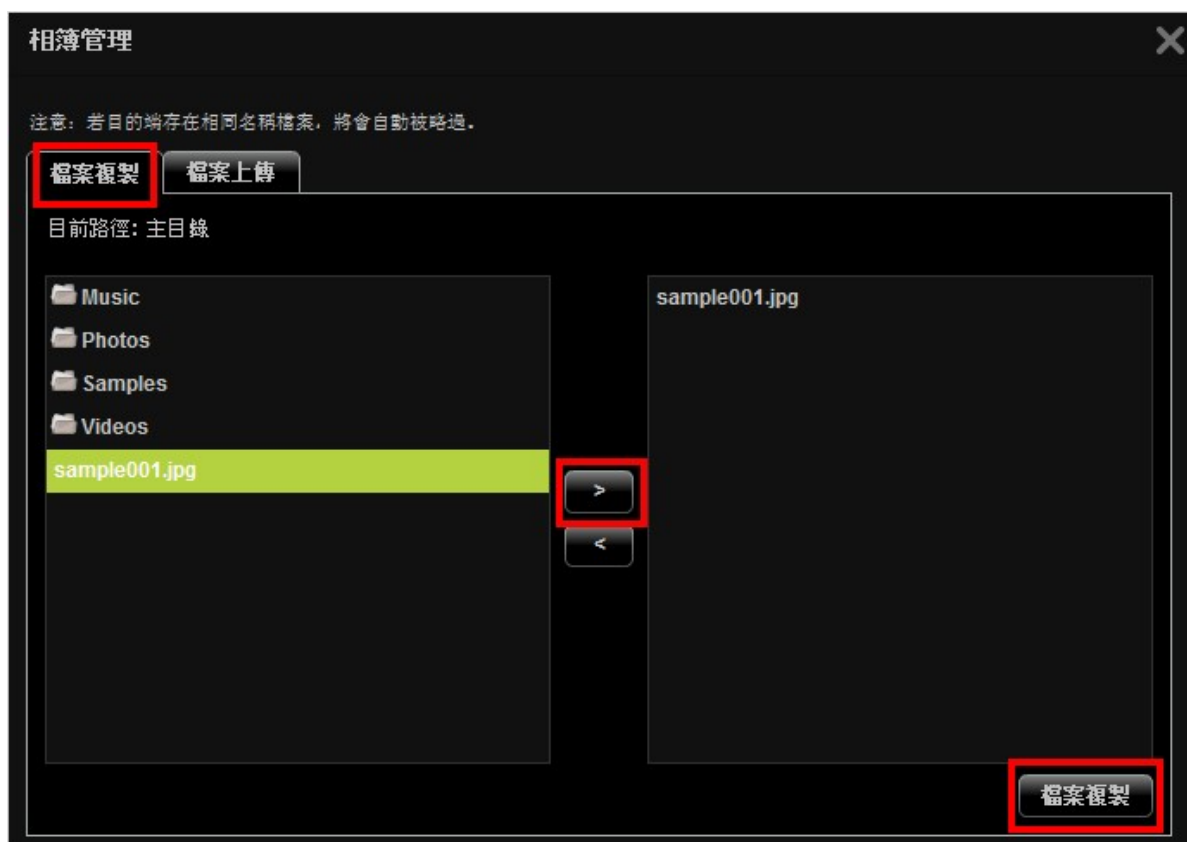 相簿管理
注意: 若目的端存在相同名稱檔案, 將會自動被略過.
檔案複製
檔案上傳
目前路徑: 主目錄
Music
Photos
Samples
Videos
sample001.jpg
>
<
sample001.jpg
檔案複製